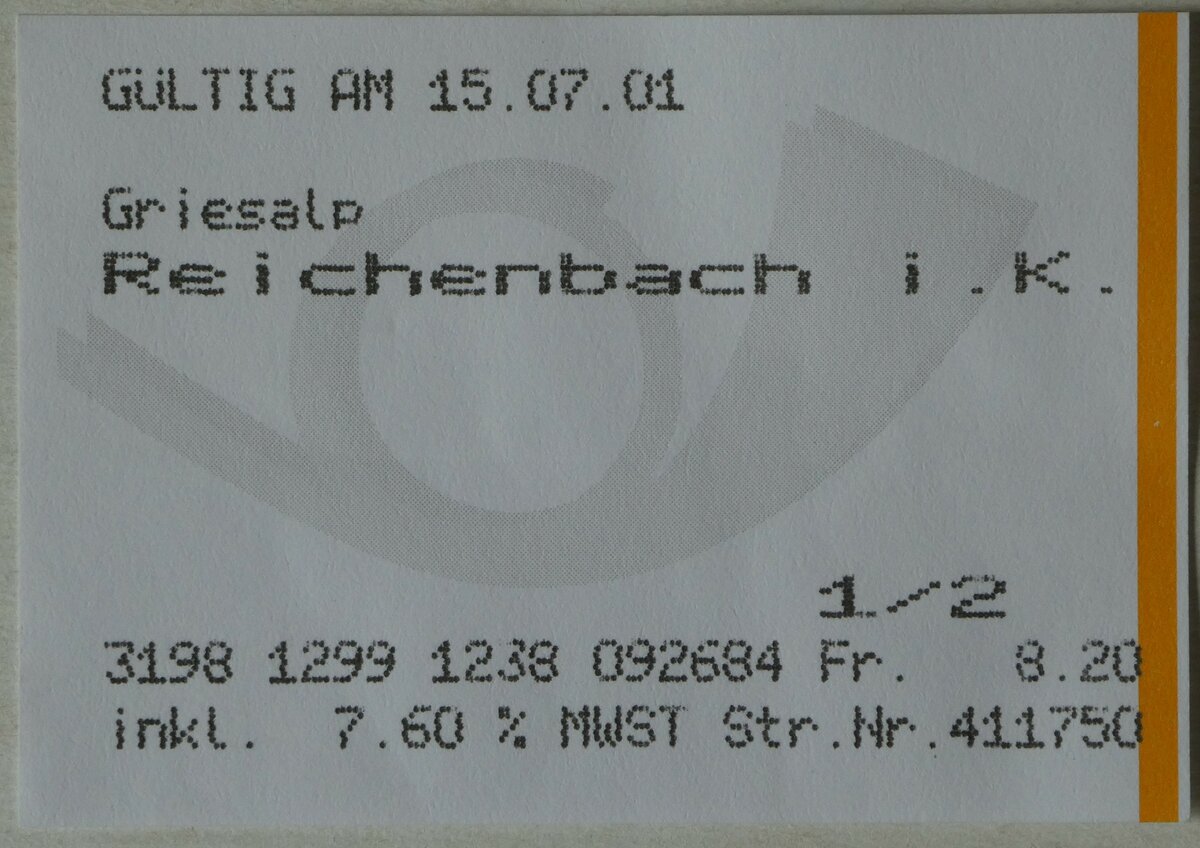 GÜLTIG AM 15.07.01
Griesalp
Reichenbach i.K.
1/2
3198 1299 1238 092684 Fr. 8.20
inkl. 7.60 % MWST Str.Nr.411750